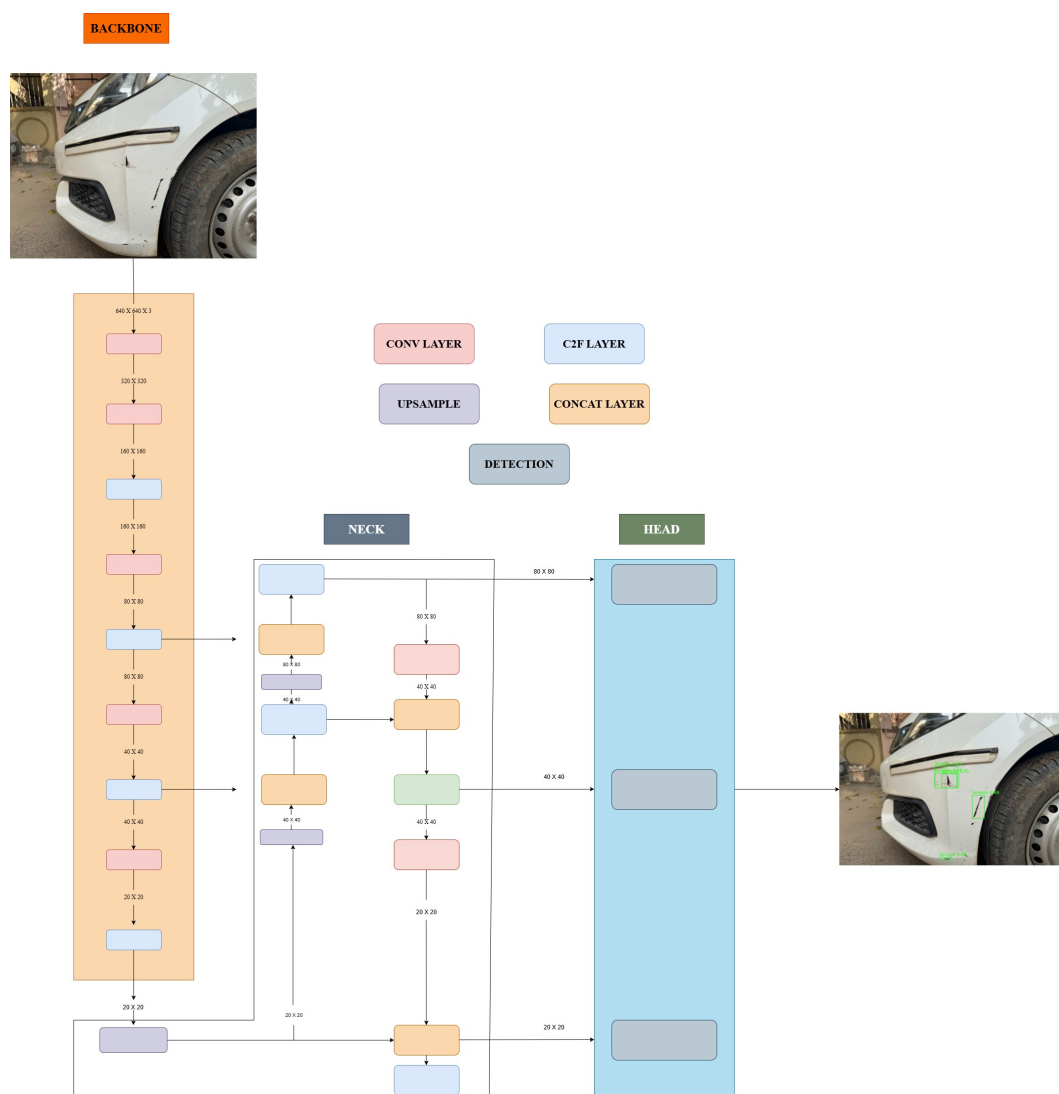 BACKBONE
640 X 640 X 3
320 X 320
160 X 160
160 X 160
80 X 80
80 X 80
40 X 40
40 X 40
20 X 20
20 X 20
CONV LAYER
C2F LAYER
UPSAMPLE
CONCAT LAYER
DETECTION
NECK
HEAD
80 X 80
80 X 80
80 X 80
40 X 40
40 X 40
40 X 40
40 X 40
40 X 40
20 X 20
20 X 20
20 X 20